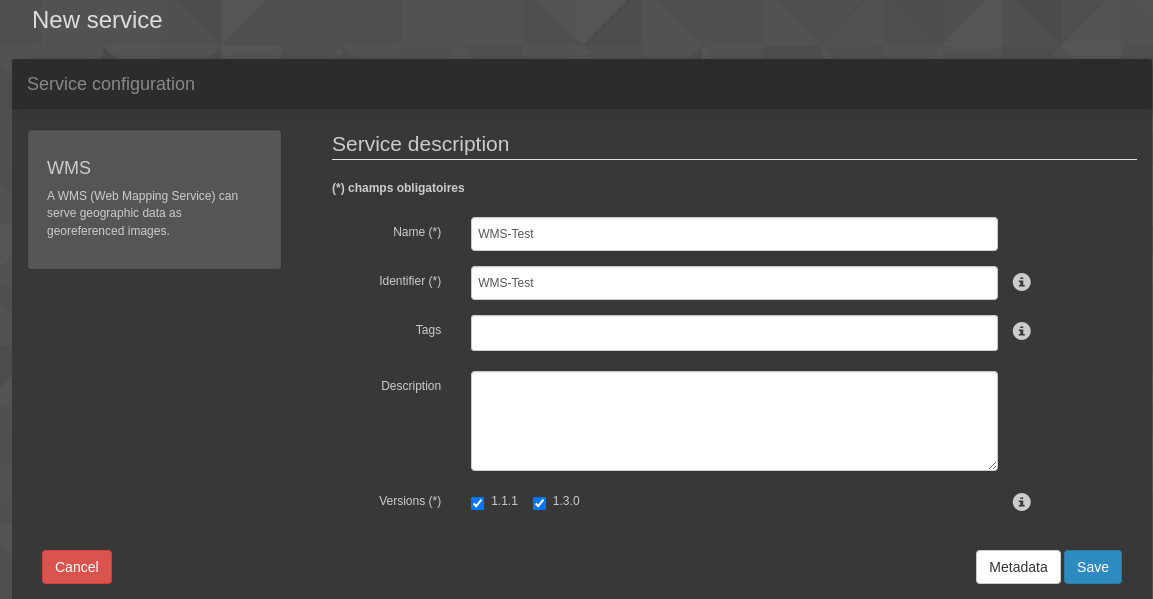 New service
Service configuration
WMS
A WMS (Web Mapping Service) can
serve geographic data as
georeferenced images.
Service description
(*) champs obligatoires
Name (*)
WMS-Test
Identifier (*)
WMS-Test
Tags
Description
Versions (*)
1.1.1
1.3.0
Cancel
Metadata
Save